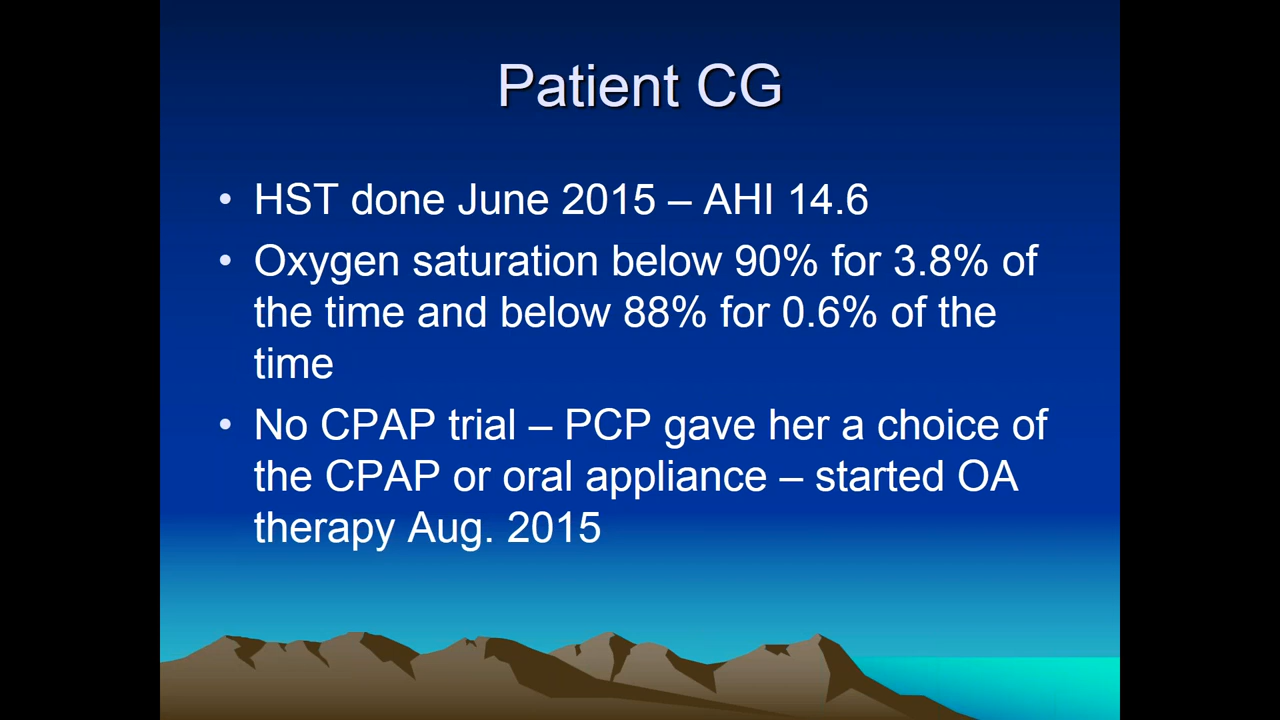 Patient CG
• HST done June 2015 – AHI 14.6
• Oxygen saturation below 90% for 3.8% of
the time and below 88% for 0.6% of the
time
• No CPAP trial – PCP gave her a choice of
the CPAP or oral appliance – started OA
therapy Aug. 2015